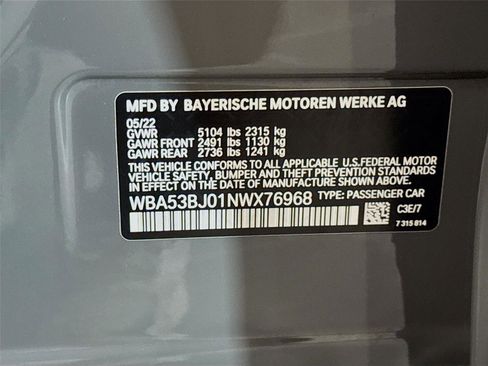 MFD BY BAYERISCHE MOTOREN WERKE AG
05/22
GVWR 5104 lbs 2315 kg
GAWR FRONT 2491 lbs 1130 kg
GAWR REAR 2736 lbs 1241 kg
THIS VEHICLE CONFORMS TO ALL APPLICABLE U.S.FEDERAL MOTOR
VEHICLE SAFETY, BUMPER AND THEFT PREVENTION STANDARDS
IN EFFECT ON THE DATE OF MANUFACTURE SHOWN ABOVE.
WBA53BJ01NWX76968 TYPE: PASSENGER CAR
C3E/7
7 315 814